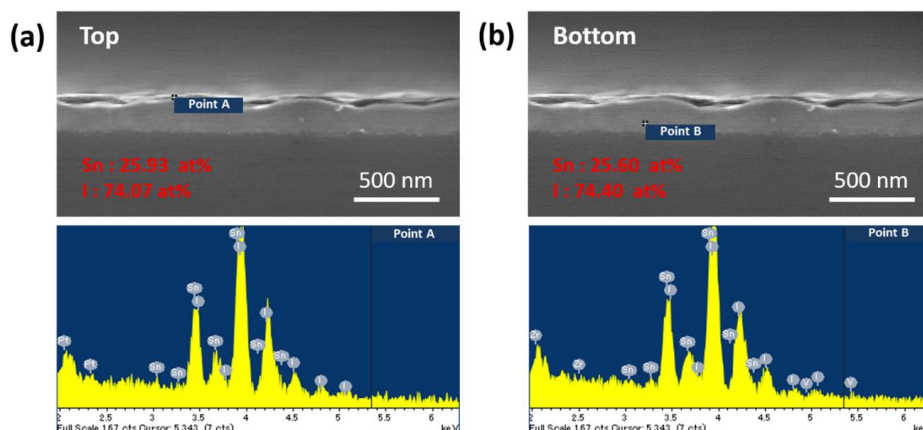 (a)
Top
Point A
Sn : 25.93 at%
I : 74.07 at%
500 nm
Point A
Sn
I
Sn
I
I
Pt
Sn
Sn
Sn
I
Pt
Sn
Sn
I
I
I
2 2.5 3 3.5 4 4.5 5 5.5 6
Full Scale 167 cts Cursor: 5.343 (7 cts) keV
(b)
Bottom
Point B
Sn : 25.60 at%
I : 74.40 at%
500 nm
Point B
Sn
I
Sn
I
I
Zr
Sn
Sn
Sn
I
Zr
Sn
Sn
I
I
V
I
V
2 2.5 3 3.5 4 4.5 5 5.5 6
Full Scale 167 cts Cursor: 5.343 (7 cts) keV